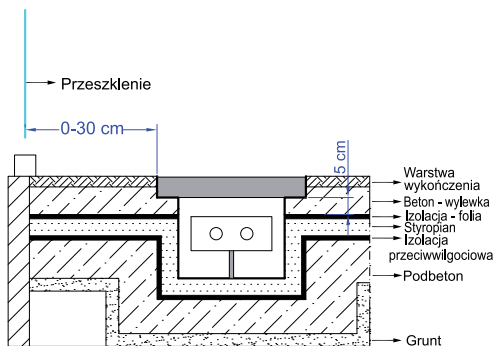 Przeszklenie
0-30 cm
5 cm
Warstwa
wykończenia
Beton - wylewka
Izolacja - folia
Styropian
Izolacja
przeciwwilgociowa
Podbeton
Grunt